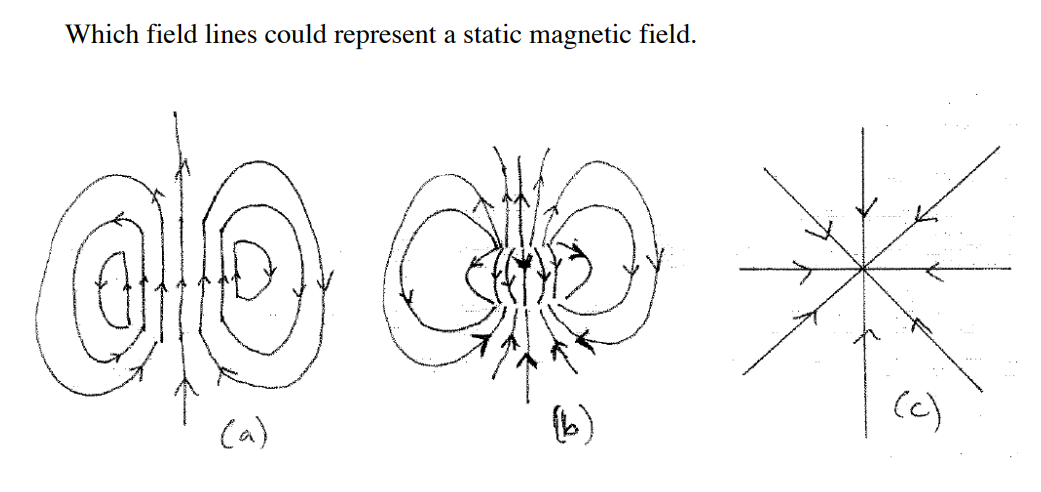 Which field lines could represent a static magnetic field.
(a)
(b)
(c)